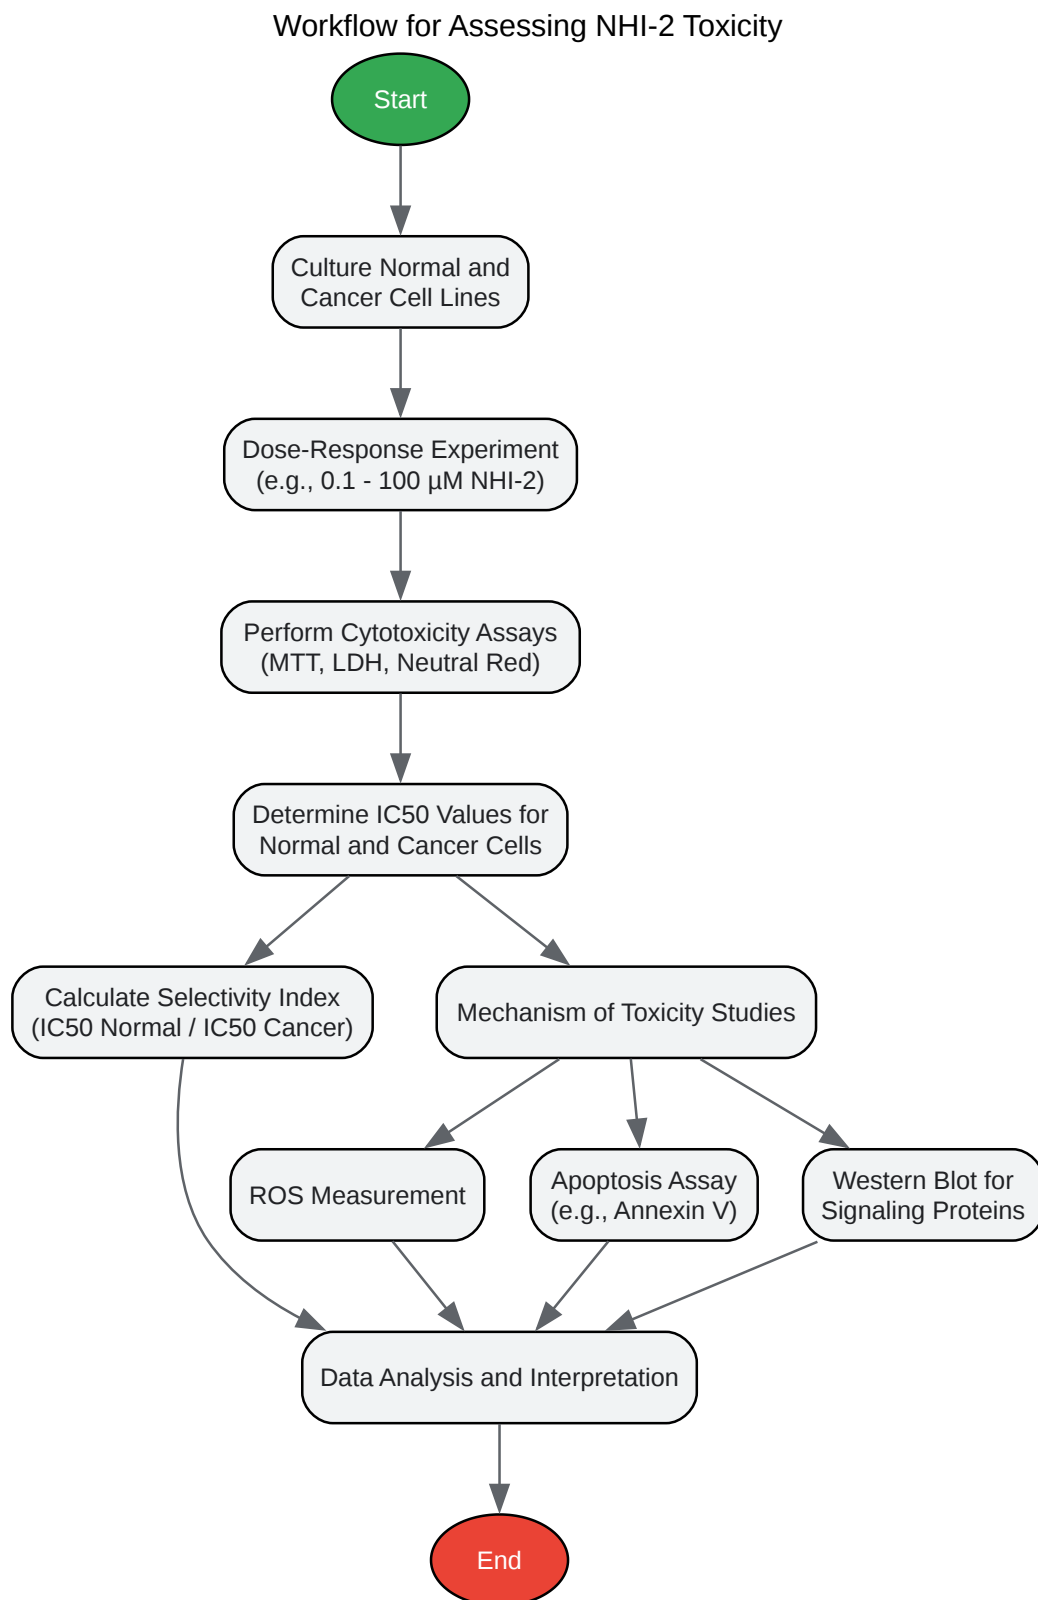 Workflow for Assessing NHI-2 Toxicity
Start
Culture Normal and
Cancer Cell Lines
Dose-Response Experiment
(e.g., 0.1 - 100 µM NHI-2)
Perform Cytotoxicity Assays
(MTT, LDH, Neutral Red)
Determine IC50 Values for
Normal and Cancer Cells
Calculate Selectivity Index
(IC50 Normal / IC50 Cancer)
Mechanism of Toxicity Studies
ROS Measurement
Apoptosis Assay
(e.g., Annexin V)
Western Blot for
Signaling Proteins
Data Analysis and Interpretation
End